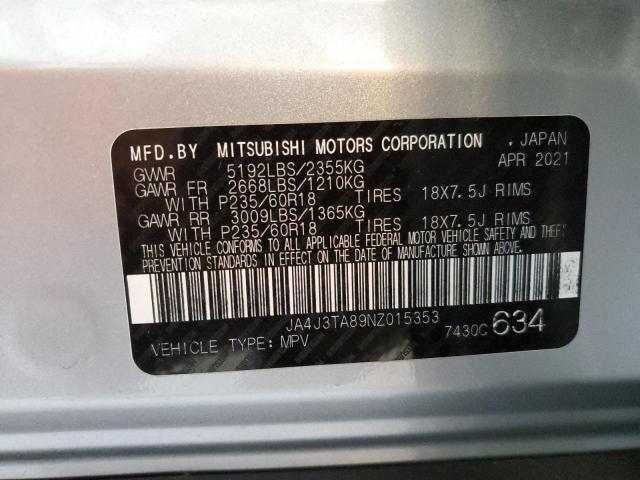 MFD.BY MITSUBISHI MOTORS CORPORATION . JAPAN
APR 2021
GVWR 5192LBS/2355KG
GAWR FR 2668LBS/1210KG
WITH P235/60R18 TIRES 18X7.5J RIMS
GAWR RR 3009LBS/1365KG
WITH P235/60R18 TIRES 18X7.5J RIMS
THIS VEHICLE CONFORMS TO ALL APPLICABLE FEDERAL MOTOR VEHICLE SAFETY AND THEFT
PREVENTION STANDARDS IN EFFECT ON THE DATE OF MANUFACTURE SHOWN ABOVE.
JA4J3TA89NZ015353
7430C 634
VEHICLE TYPE: MPV